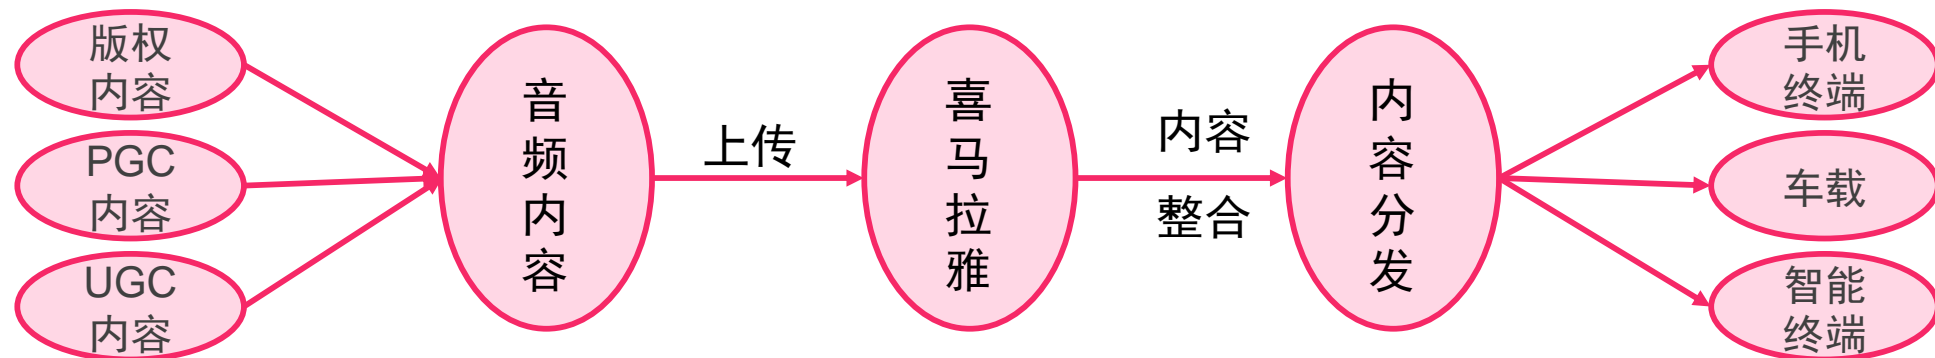 版权
内容
PGC
内容
UGC
内容
音频内容
上传
喜马拉雅
内容
整合
内容分发
手机
终端
车载
智能
终端